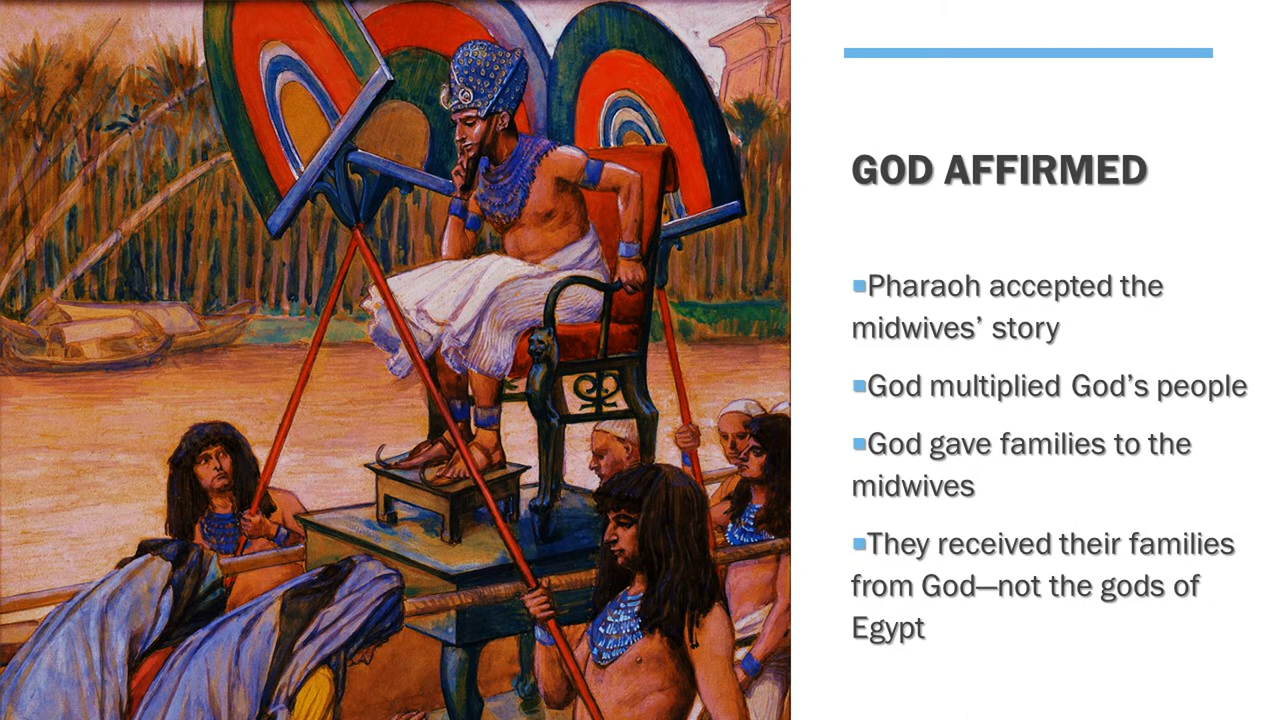 GOD AFFIRMED
▪Pharaoh accepted the
midwives’ story
▪God multiplied God’s people
▪God gave families to the
midwives
▪They received their families
from God—not the gods of
Egypt